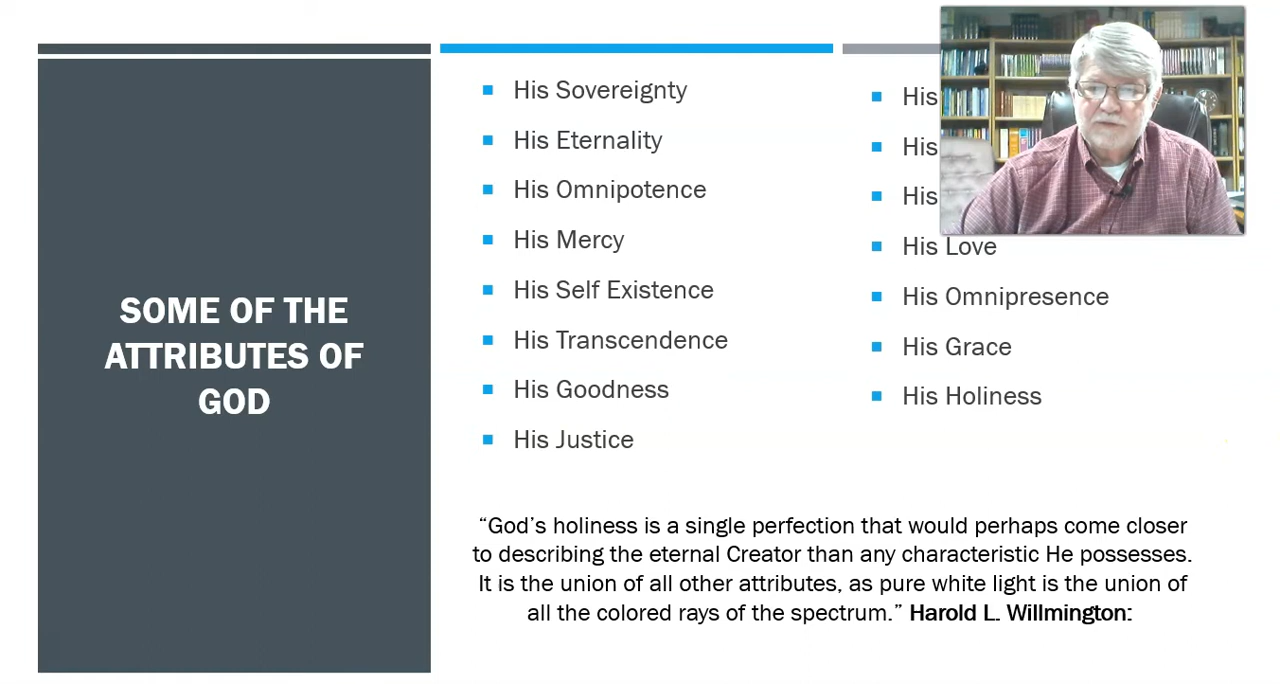 SOME OF THE
ATTRIBUTES OF
GOD
His Sovereignty
His Eternality
His Omnipotence
His Mercy
His Self Existence
His Transcendence
His Goodness
His Justice
His
His
His
His Love
His Omnipresence
His Grace
His Holiness
“God’s holiness is a single perfection that would perhaps come closer
to describing the eternal Creator than any characteristic He possesses.
It is the union of all other attributes, as pure white light is the union of
all the colored rays of the spectrum.” Harold L. Willmington: